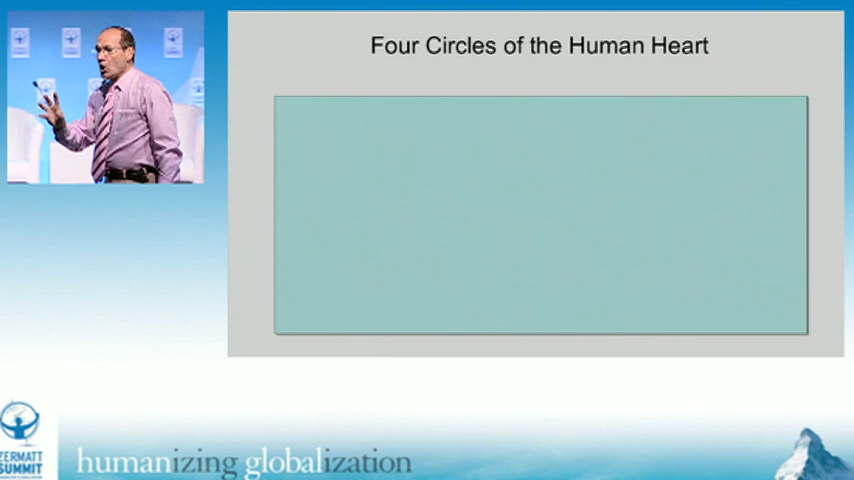 Four Circles of the Human Heart
ZERMATT
SUMMIT
humanizing globalization